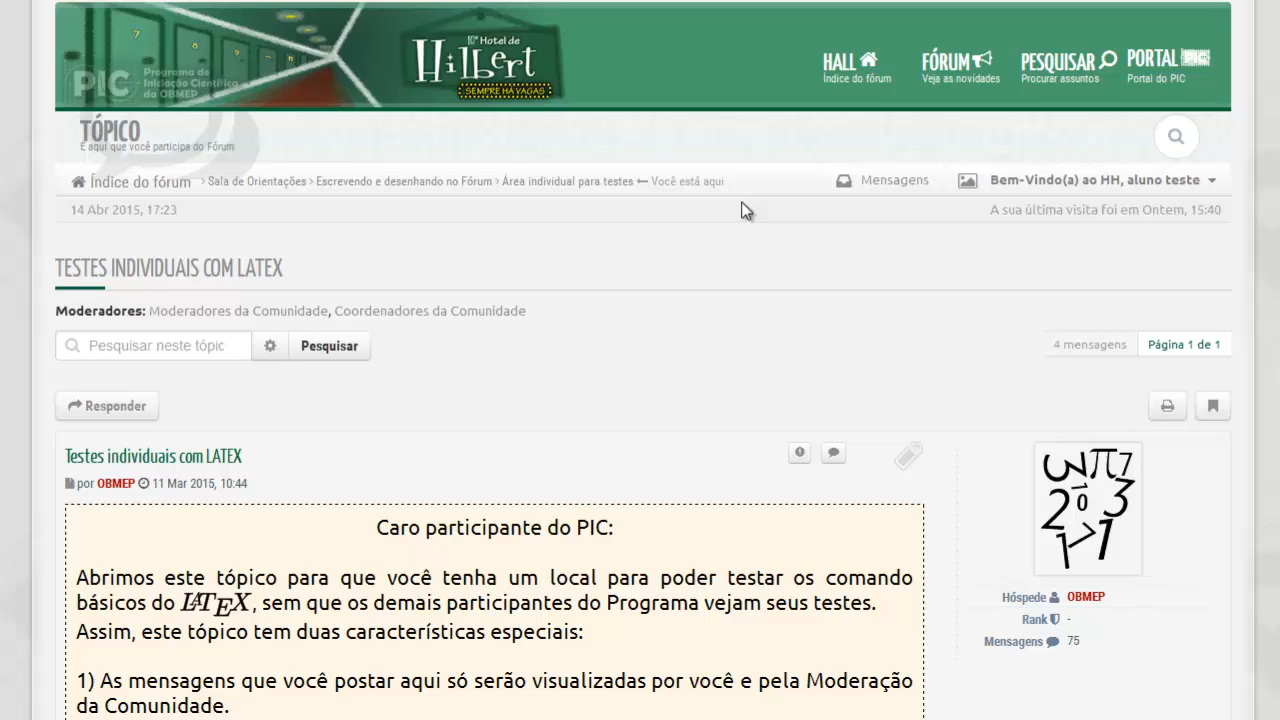 7
8
9
10º Hotel de
Hilbert
SEMPRE HÁ VAGAS
PIC
Programa de
Iniciação Científica
da OBMEP
HALL
Índice do fórum
FÓRUM
Veja as novidades
PESQUISAR
Procurar assuntos
PORTAL
Portal do PIC
TÓPICO
É aqui que você participa do Fórum
Índice do fórum › Sala de Orientações › Escrevendo e desenhando no Fórum › Área individual para testes Você está aqui
Mensagens
Bem-Vindo(a) ao HH, aluno teste
14 Abr 2015, 17:23
A sua última visita foi em Ontem, 15:40
TESTES INDIVIDUAIS COM LATEX
Moderadores: Moderadores da Comunidade, Coordenadores da Comunidade
Pesquisar neste tópic
Pesquisar
4 mensagens
Página 1 de 1
Responder
Testes individuais com LATEX
por OBMEP 11 Mar 2015, 10:44
Caro participante do PIC:
Abrimos este tópico para que você tenha um local para poder testar os comando
básicos do LATEX, sem que os demais participantes do Programa vejam seus testes.
Assim, este tópico tem duas características especiais:
1) As mensagens que você postar aqui só serão visualizadas por você e pela Moderação
da Comunidade.
Hóspede OBMEP
Rank -
Mensagens 75